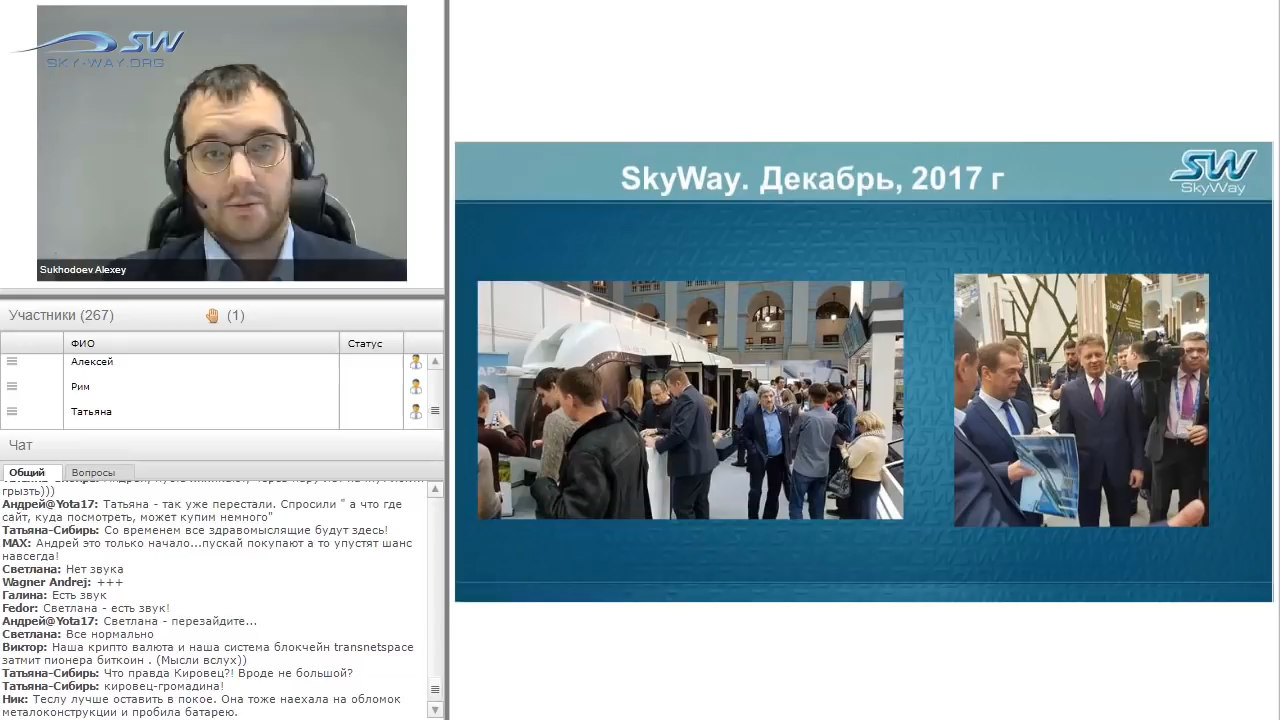 SW
SKY-WAY.ORG
Sukhodoev Alexey
Участники (267)
(1)
ФИО
Статус
Алексей
Рим
Татьяна
Чат
Общий
Вопросы
грызть)))
Андрей@Yota17: Татьяна - так уже перестали. Спросили " а что где
сайт, куда посмотреть, может купим немного"
Татьяна-Сибирь: Со временем все здравомыслящие будут здесь!
MAX: Андрей это только начало...пускай покупают а то упустят шанс
навсегда!
Светлана: Нет звука
Wagner Andrej: +++
Галина: Есть звук
Fedor: Светлана - есть звук!
Андрей@Yota17: Светлана - перезайдите...
Светлана: Все нормально
Виктор: Наша крипто валюта и наша система блокчейн transnetspace
затмит пионера биткоин . (Мысли вслух))
Татьяна-Сибирь: Что правда Кировец?! Вроде не большой?
Татьяна-Сибирь: кировец-громадина!
Ник: Теслу лучше оставить в покое. Она тоже наехала на обломок
металоконструкции и пробила батарею.
SkyWay. Декабрь, 2017 г
SW
SkyWay